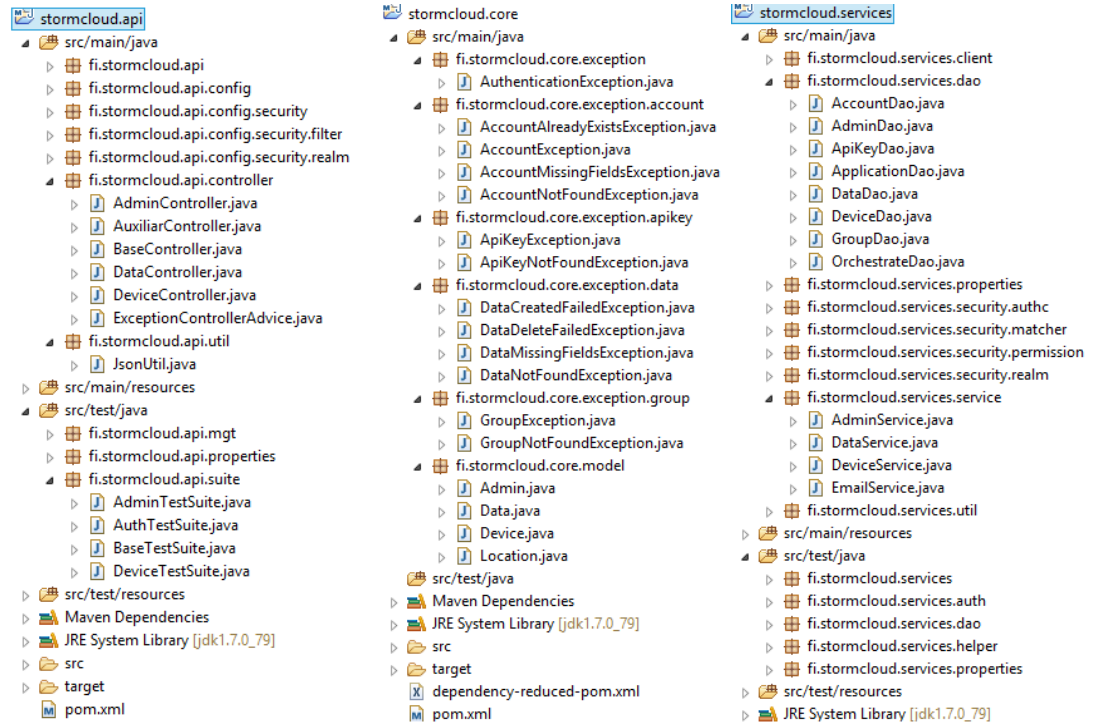 stormcloud.api
src/main/java
fi.stormcloud.api
fi.stormcloud.api.config
fi.stormcloud.api.config.security
fi.stormcloud.api.config.security.filter
fi.stormcloud.api.config.security.realm
fi.stormcloud.api.controller
AdminController.java
AuxiliarController.java
BaseController.java
DataController.java
DeviceController.java
ExceptionControllerAdvice.java
fi.stormcloud.api.util
JsonUtil.java
src/main/resources
src/test/java
fi.stormcloud.api.mgt
fi.stormcloud.api.properties
fi.stormcloud.api.suite
AdminTestSuite.java
AuthTestSuite.java
BaseTestSuite.java
DeviceTestSuite.java
src/test/resources
Maven Dependencies
JRE System Library [jdk1.7.0_79]
src
target
pom.xml
stormcloud.core
src/main/java
fi.stormcloud.core.exception
AuthenticationException.java
fi.stormcloud.core.exception.account
AccountAlreadyExistsException.java
AccountException.java
AccountMissingFieldsException.java
AccountNotFoundException.java
fi.stormcloud.core.exception.apikey
ApiKeyException.java
ApiKeyNotFoundException.java
fi.stormcloud.core.exception.data
DataCreatedFailedException.java
DataDeleteFailedException.java
DataMissingFieldsException.java
DataNotFoundException.java
fi.stormcloud.core.exception.group
GroupException.java
GroupNotFoundException.java
fi.stormcloud.core.model
Admin.java
Data.java
Device.java
Location.java
src/test/java
Maven Dependencies
JRE System Library [jdk1.7.0_79]
src
target
dependency-reduced-pom.xml
pom.xml
stormcloud.services
src/main/java
fi.stormcloud.services.client
fi.stormcloud.services.dao
AccountDao.java
AdminDao.java
ApiKeyDao.java
ApplicationDao.java
DataDao.java
DeviceDao.java
GroupDao.java
OrchestrateDao.java
fi.stormcloud.services.properties
fi.stormcloud.services.security.authc
fi.stormcloud.services.security.matcher
fi.stormcloud.services.security.permission
fi.stormcloud.services.security.realm
fi.stormcloud.services.service
AdminService.java
DataService.java
DeviceService.java
EmailService.java
fi.stormcloud.services.util
src/main/resources
src/test/java
fi.stormcloud.services
fi.stormcloud.services.auth
fi.stormcloud.services.dao
fi.stormcloud.services.helper
fi.stormcloud.services.properties
src/test/resources
JRE System Library [jdk1.7.0_79]